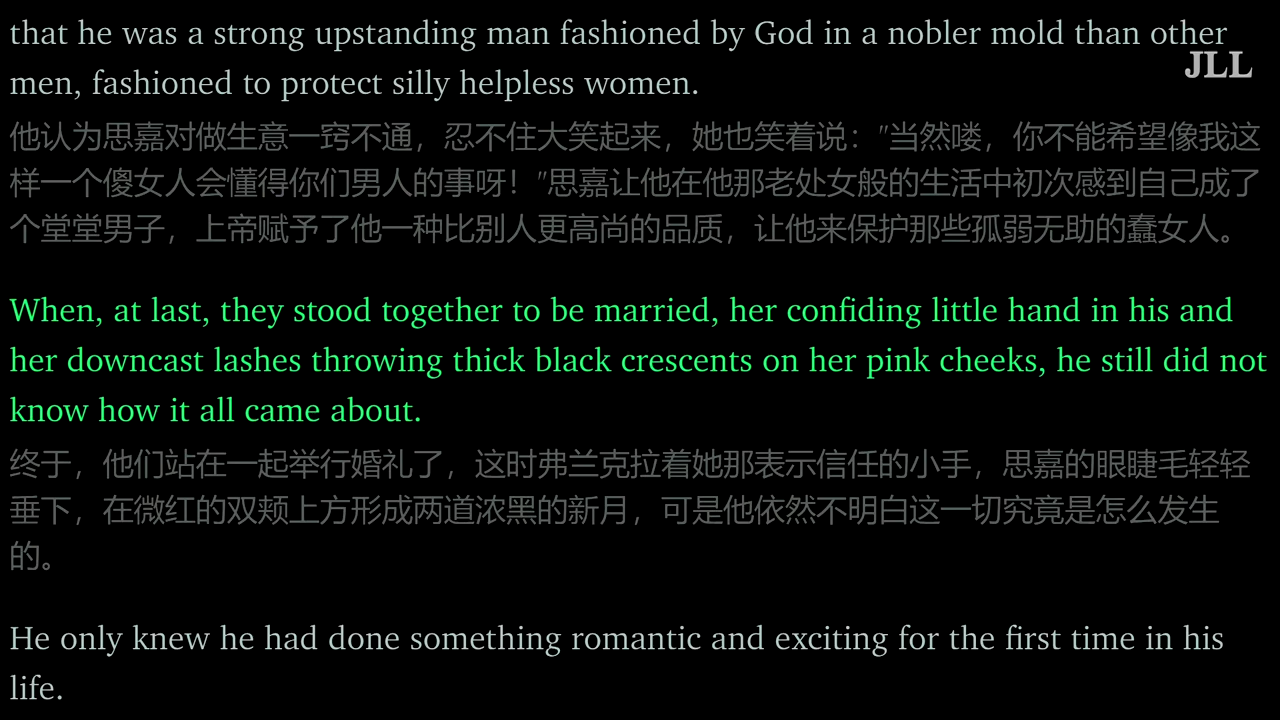 that he was a strong upstanding man fashioned by God in a nobler mold than other
men, fashioned to protect silly helpless women.
JLL
他认为思嘉对做生意一窍不通，忍不住大笑起来，她也笑着说："当然喽，你不能希望像我这
样一个傻女人会懂得你们男人的事呀！"思嘉让他在他那老处女般的生活中初次感到自己成了
个堂堂男子，上帝赋予了他一种比别人更高尚的品质，让他来保护那些孤弱无助的蠢女人。
When, at last, they stood together to be married, her confiding little hand in his and
her downcast lashes throwing thick black crescents on her pink cheeks, he still did not
know how it all came about.
终于，他们站在一起举行婚礼了，这时弗兰克拉着她那表示信任的小手，思嘉的眼睫毛轻轻
垂下，在微红的双颊上方形成两道浓黑的新月，可是他依然不明白这一切究竟是怎么发生
的。
He only knew he had done something romantic and exciting for the first time in his
life.